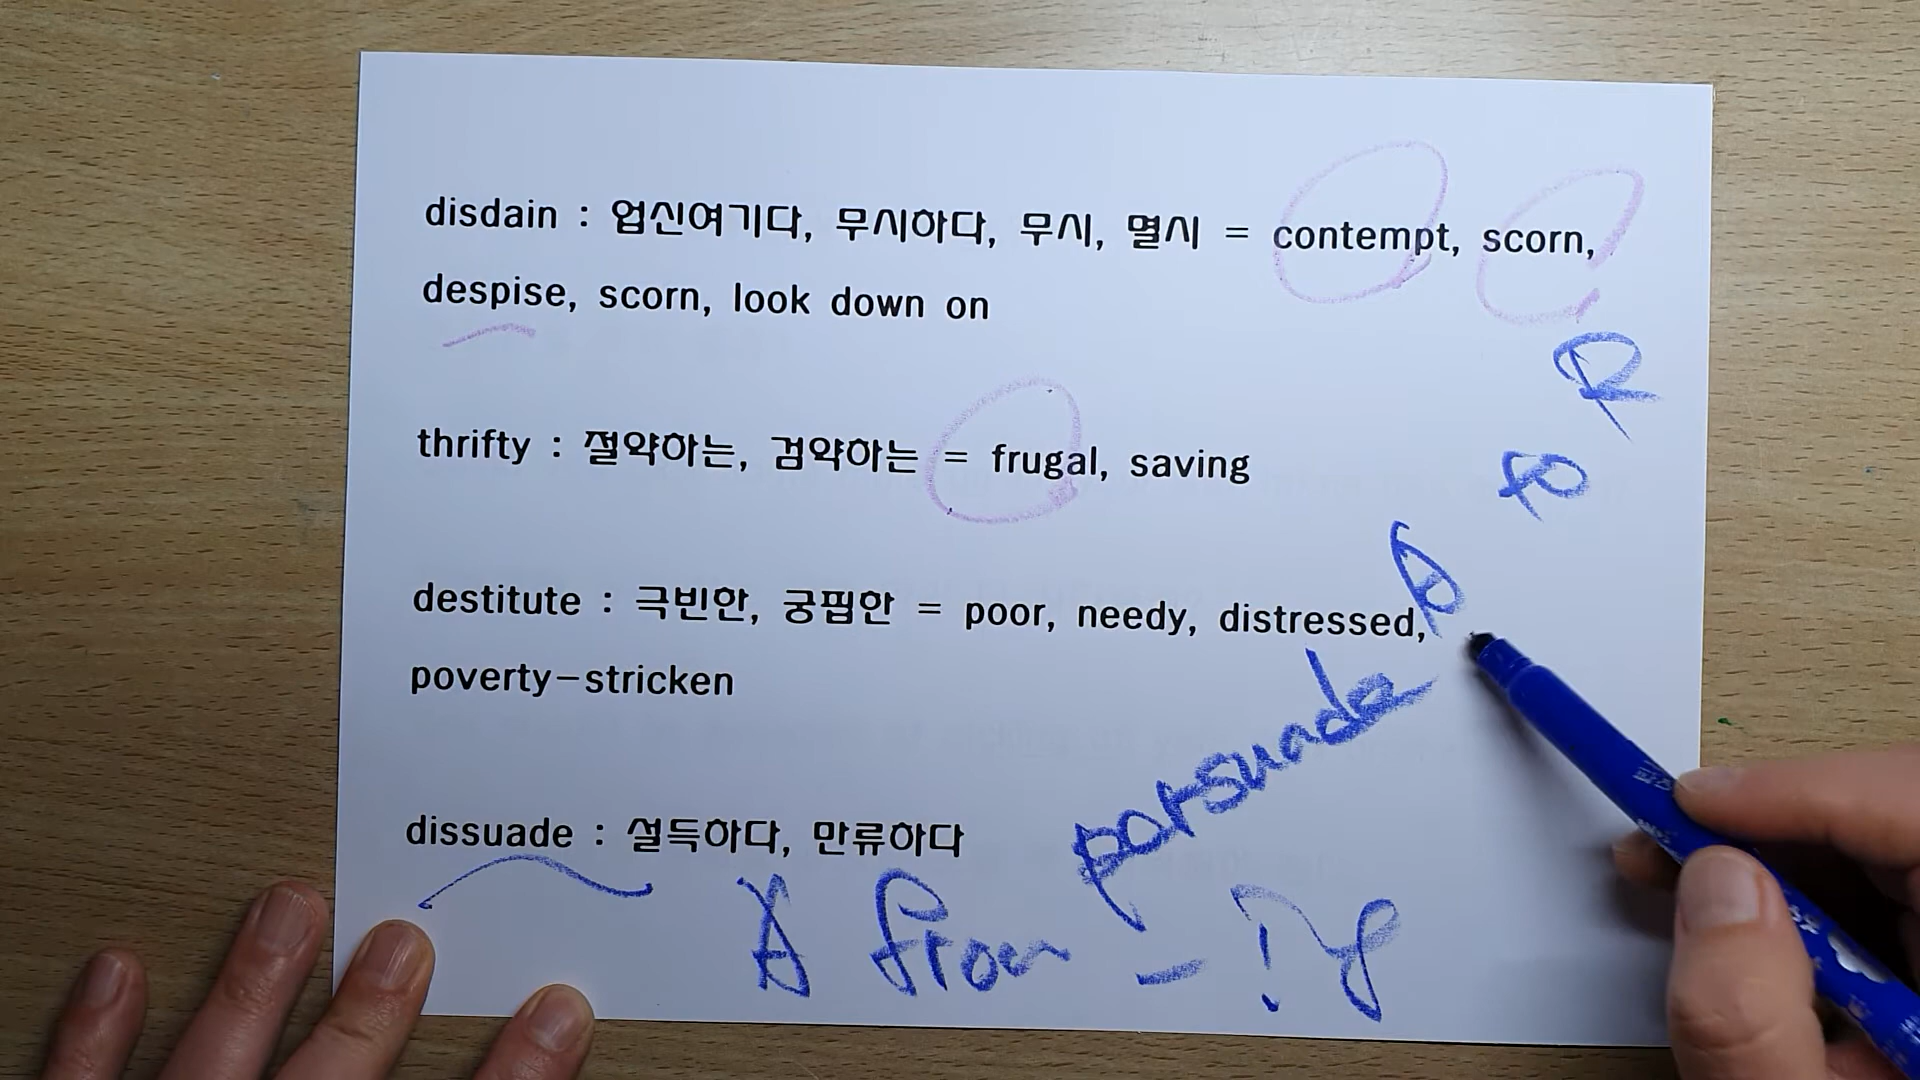 disdain : 업신여기다, 무시하다, 무시, 멸시 = contempt, scorn,
despise, scorn, look down on
thrifty : 절약하는, 검약하는 = frugal, saving
destitute : 극빈한, 궁핍한 = poor, needy, distressed,
poverty-stricken
dissuade : 설득하다, 만류하다
A from - ing
persuade A to R